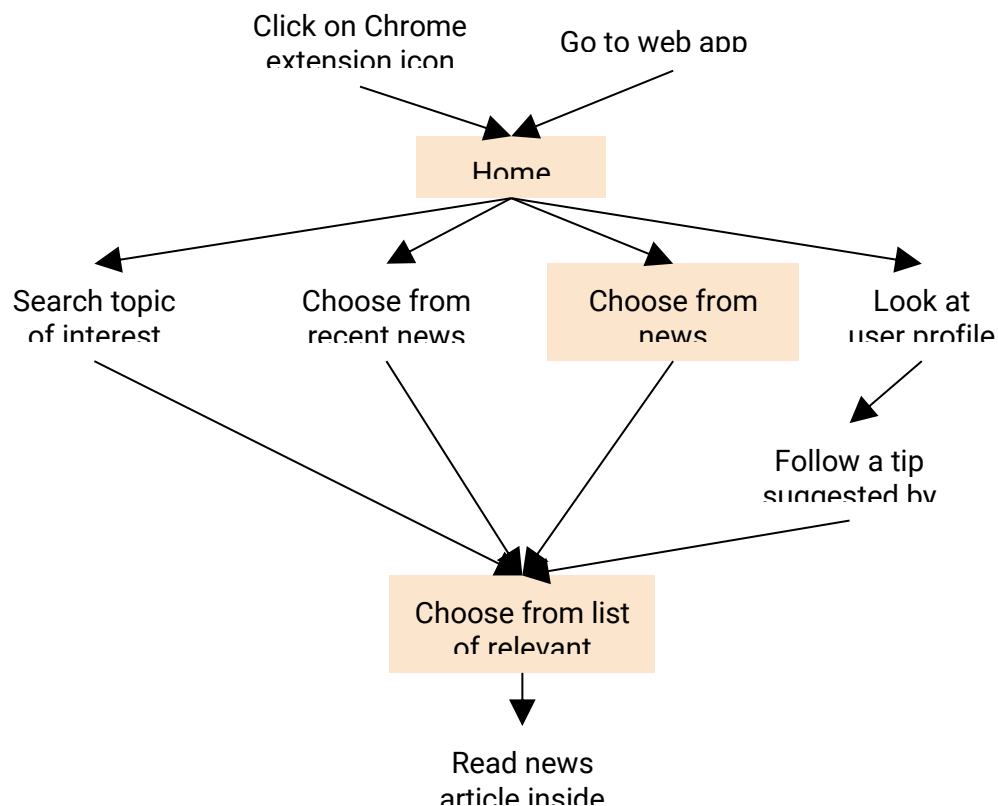 Click on Chrome
extension icon
Go to web app
Home
Search topic
of interest
Choose from
recent news
Choose from
news
Look at
user profile
Follow a tip
suggested by
Choose from list
of relevant
Read news
article inside